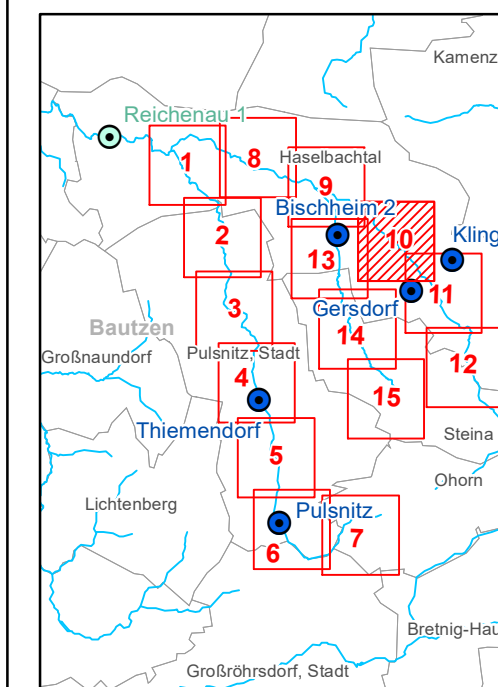 Kamenz
Reichenau 1
1
8
Haselbachtal
9
Bischheim 2
2
10
Kling
13
11
3
Gersdorf
Bautzen
14
Großnaundorf
Pulsnitz, Stadt
12
4
15
Thiemendorf
Steina
5
Ohorn
Lichtenberg
Pulsnitz
6
7
Bretnig-Hau
Großröhrsdorf, Stadt